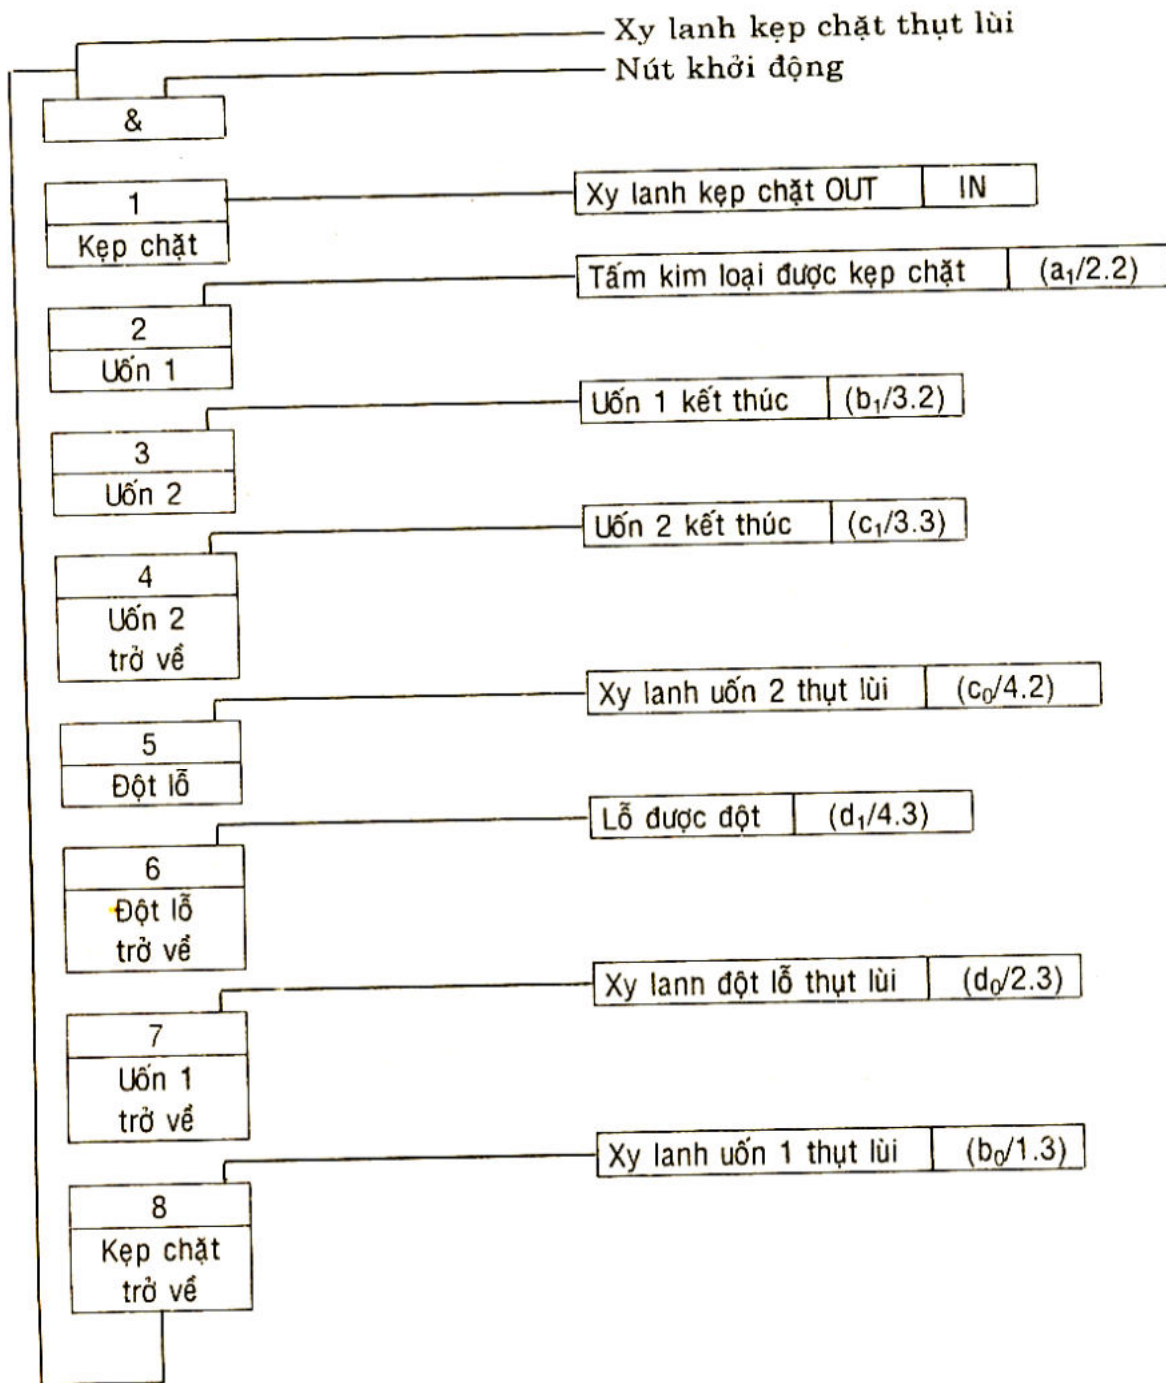 Xy lanh kẹp chặt thụt lùi
Nút khởi động
&
1
Kẹp chặt
Xy lanh kẹp chặt OUT IN
Tấm kim loại được kẹp chặt (a₁/2.2)
2
Uốn 1
Uốn 1 kết thúc (b₁/3.2)
3
Uốn 2
Uốn 2 kết thúc (c₁/3.3)
4
Uốn 2
trở về
Xy lanh uốn 2 thụt lùi (c₀/4.2)
5
Đột lỗ
Lỗ được đột (d₁/4.3)
6
Đột lỗ
trở về
Xy lann đột lỗ thụt lùi (d₀/2.3)
7
Uốn 1
trở về
Xy lanh uốn 1 thụt lùi (b₀/1.3)
8
Kẹp chặt
trở về